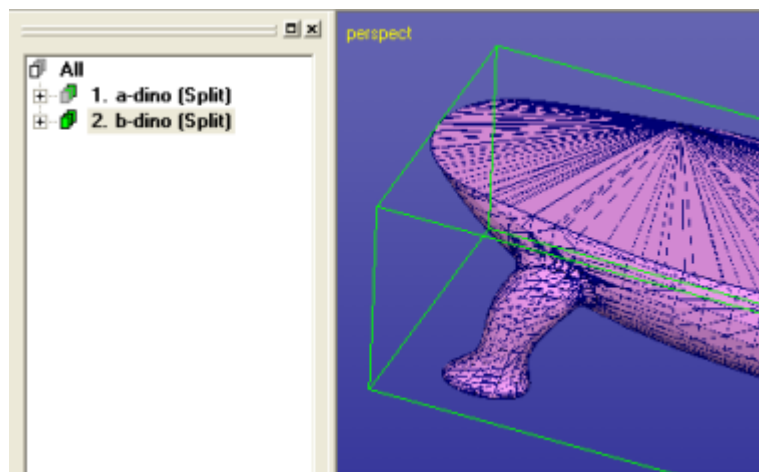 All
1. a-dino (Split)
2. b-dino (Split)
perspect